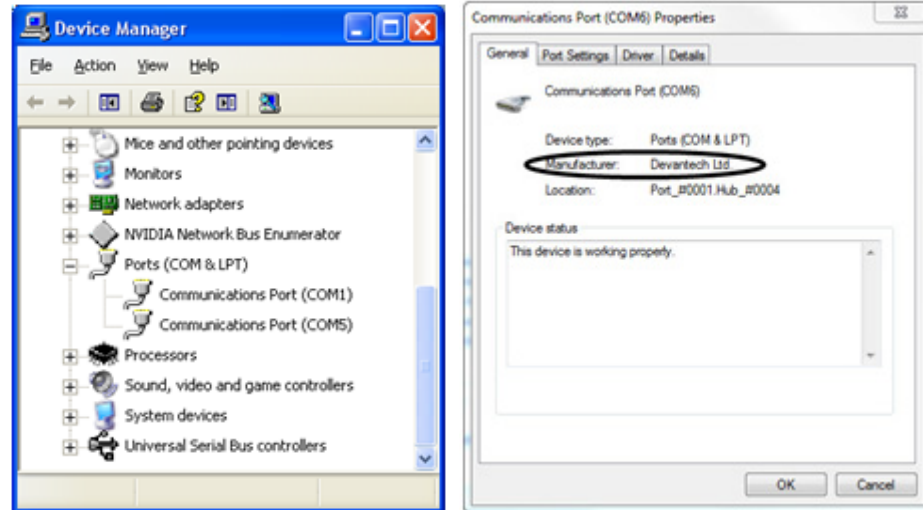 Device Manager
File Action View Help
Mice and other pointing devices
Monitors
Network adapters
NVIDIA Network Bus Enumerator
Ports (COM & LPT)
Communications Port (COM1)
Communications Port (COM5)
Processors
Sound, video and game controllers
System devices
Universal Serial Bus controllers
Communications Port (COM6) Properties
General Port Settings Driver Details
Communications Port (COM6)
Device type: Ports (COM & LPT)
Manufacturer: Devantech Ltd
Location: Port_#0001.Hub_#0004
Device status
This device is working properly.
OK Cancel